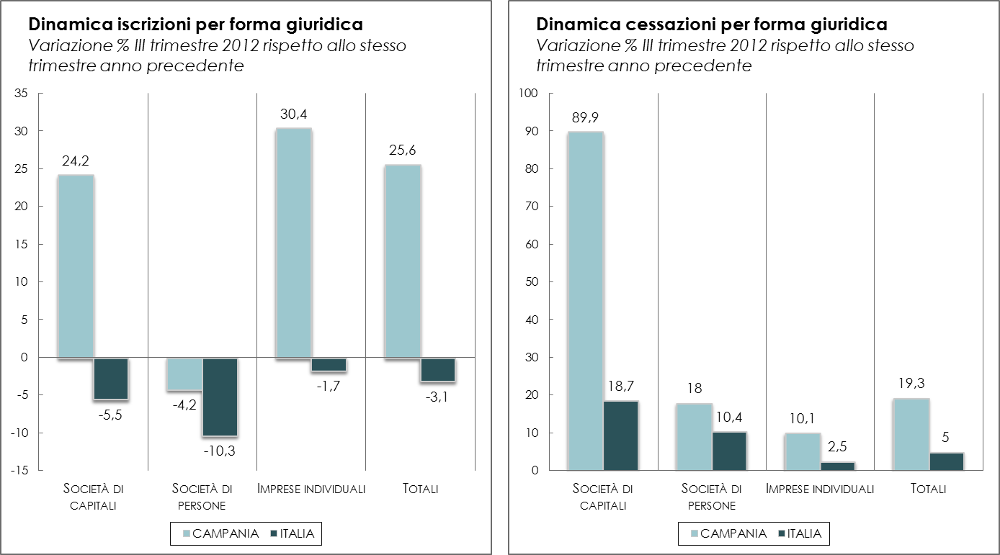 Dinamica iscrizioni per forma giuridica
Variazione % III trimestre 2012 rispetto allo stesso
trimestre anno precedente
35
30
25
20
15
10
5
0
-5
-10
-15
24,2
-5,5
-4,2
-10,3
30,4
-1,7
25,6
-3,1
SOCIETÀ DI
CAPITALI
SOCIETÀ DI
PERSONE
IMPRESE INDIVIDUALI
TOTALI
CAMPANIA
ITALIA
Dinamica cessazioni per forma giuridica
Variazione % III trimestre 2012 rispetto allo stesso
trimestre anno precedente
100
90
80
70
60
50
40
30
20
10
0
89,9
18,7
18
10,4
10,1
2,5
19,3
5
SOCIETÀ DI
CAPITALI
SOCIETÀ DI
PERSONE
IMPRESE INDIVIDUALI
TOTALI
CAMPANIA
ITALIA